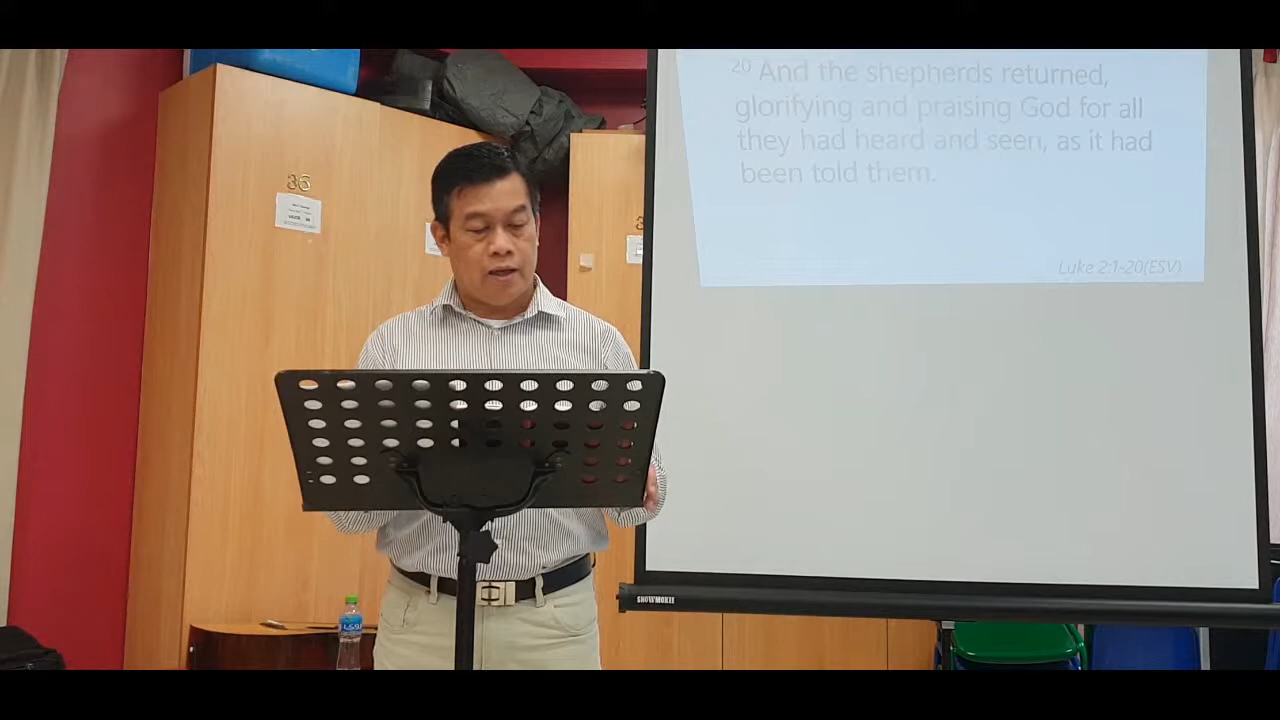 20 And the shepherds returned,
glorifying and praising God for all
they had heard and seen, as it had
been told them.
Luke 2:1-20(ESV)
36